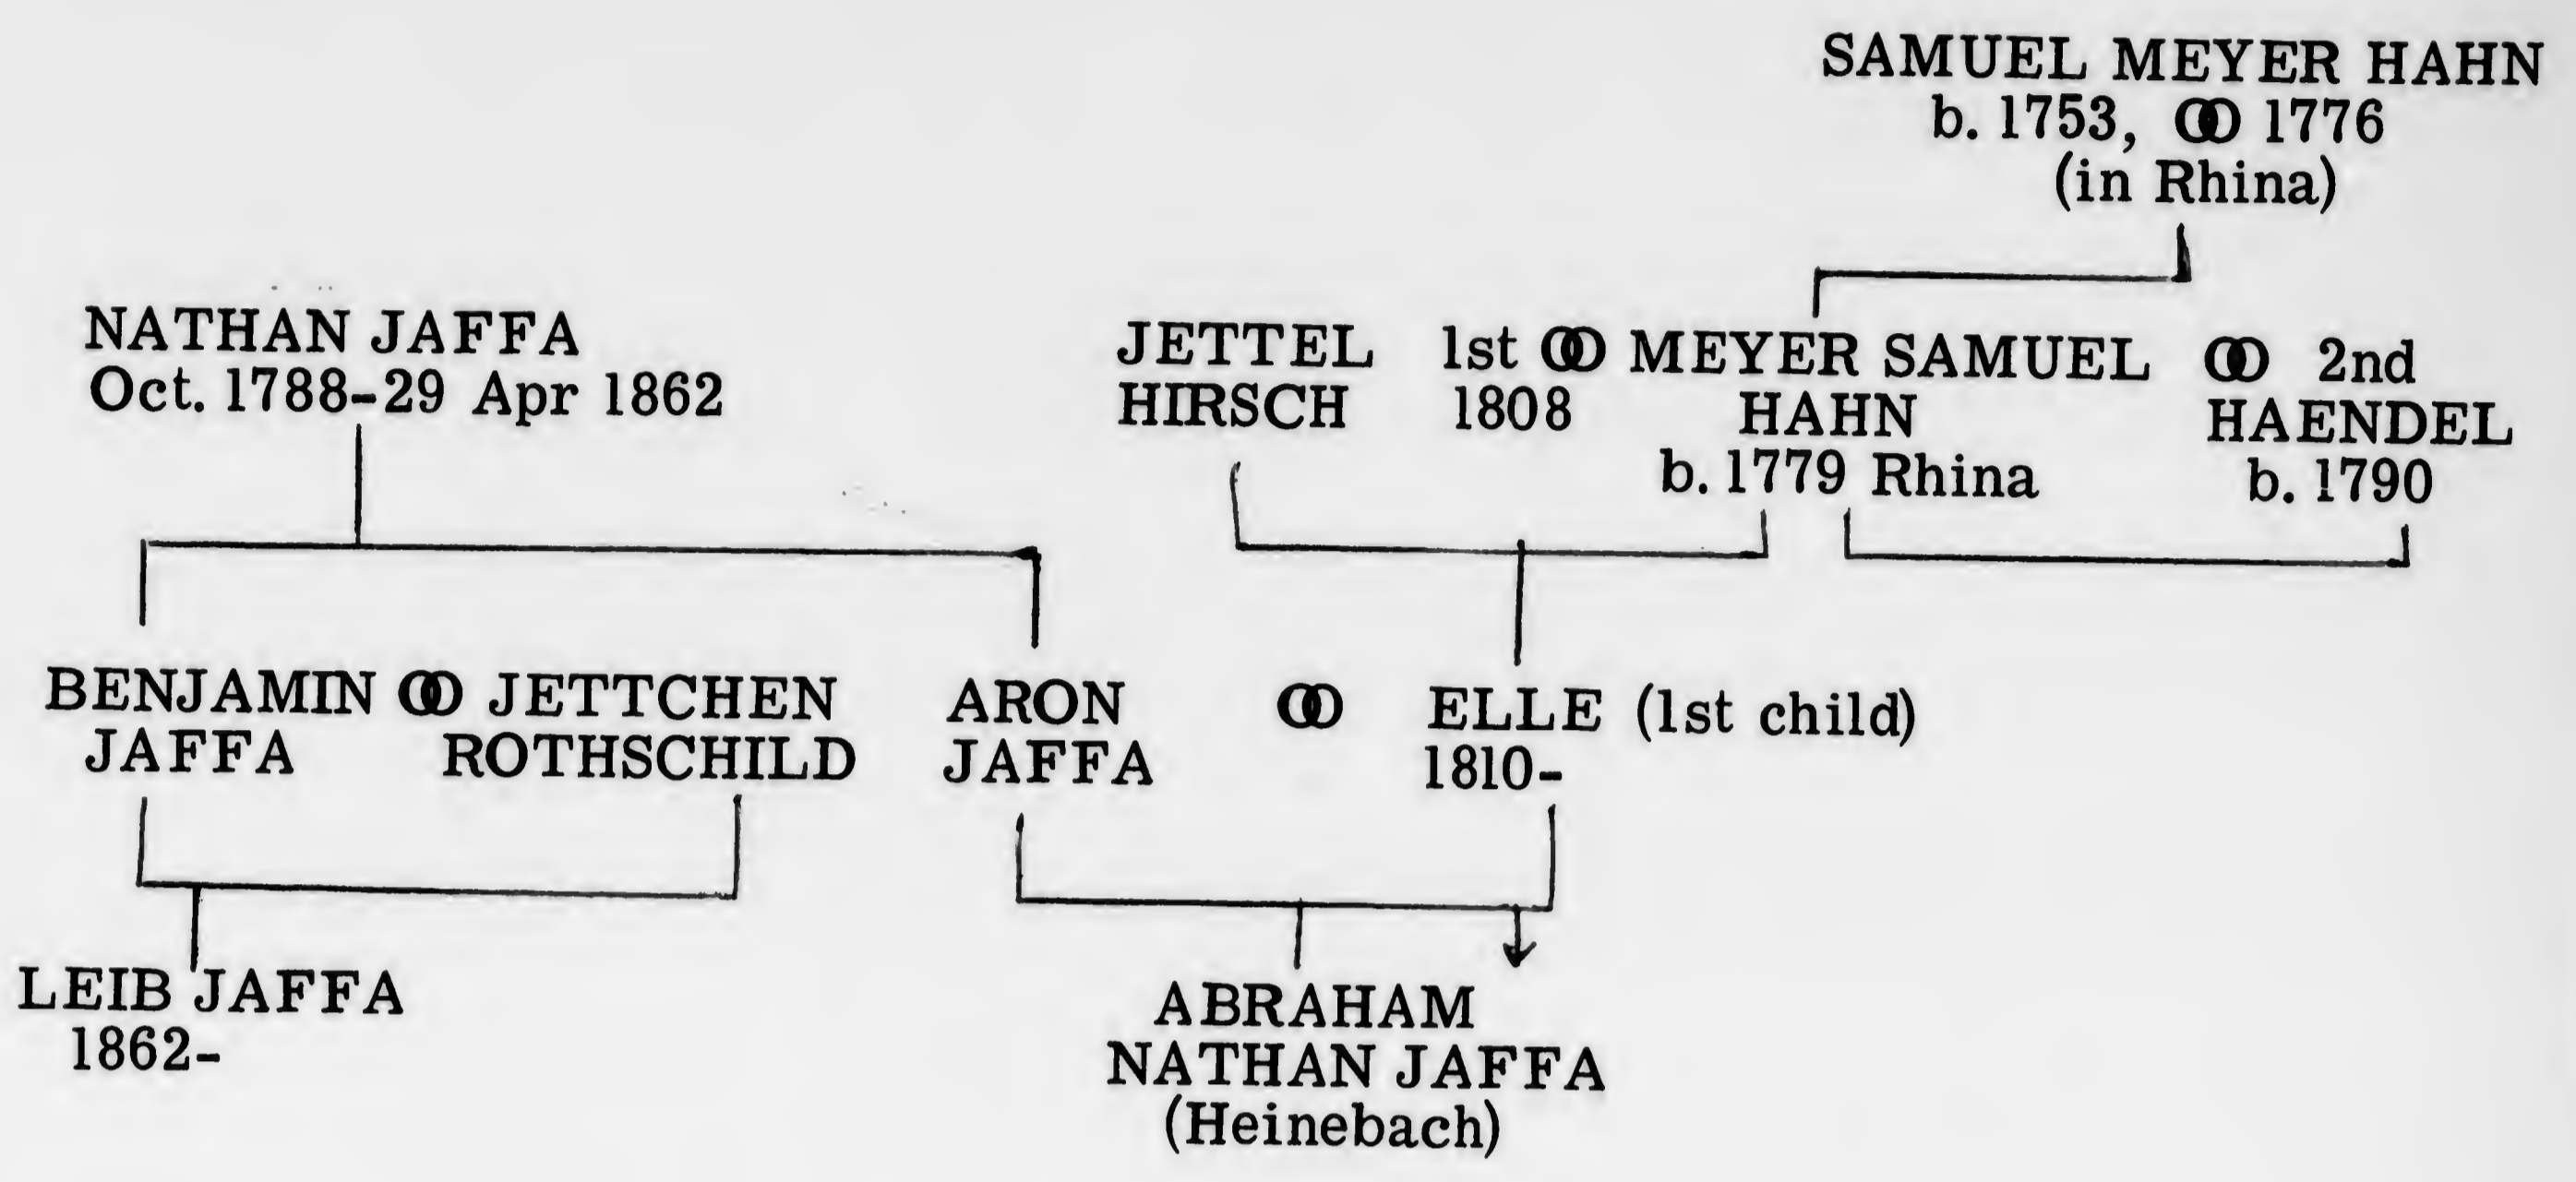 SAMUEL MEYER HAHN
b. 1753, ⚭ 1776
(in Rhina)
NATHAN JAFFA
Oct. 1788-29 Apr 1862
JETTEL
HIRSCH
1st ⚭
1808
MEYER SAMUEL
HAHN
b. 1779 Rhina
⚭ 2nd
HAENDEL
b. 1790
BENJAMIN
JAFFA
⚭
JETTCHEN
ROTHSCHILD
ARON
JAFFA
⚭
ELLE (1st child)
1810-
LEIB JAFFA
1862-
ABRAHAM
NATHAN JAFFA
(Heinebach)